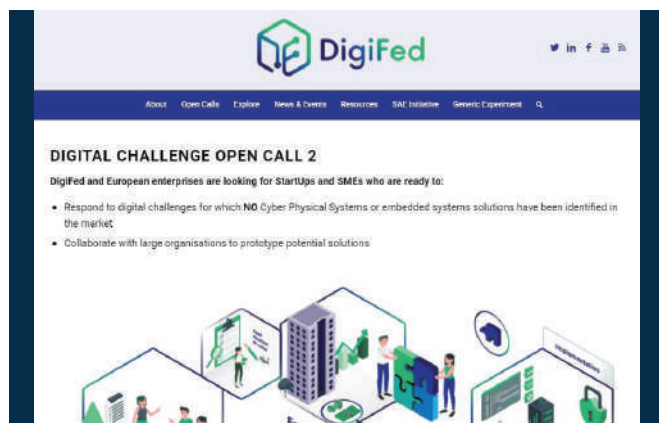 DigiFed
About Open Calls Explore News & Events Resources SAE Initiative Generic Experiment
DIGITAL CHALLENGE OPEN CALL 2
DigiFed and European enterprises are looking for StartUps and SMEs who are ready to:
• Respond to digital challenges for which NO Cyber Physical Systems or embedded systems solutions have been identified in
the market
• Collaborate with large organisations to prototype potential solutions
Implementation